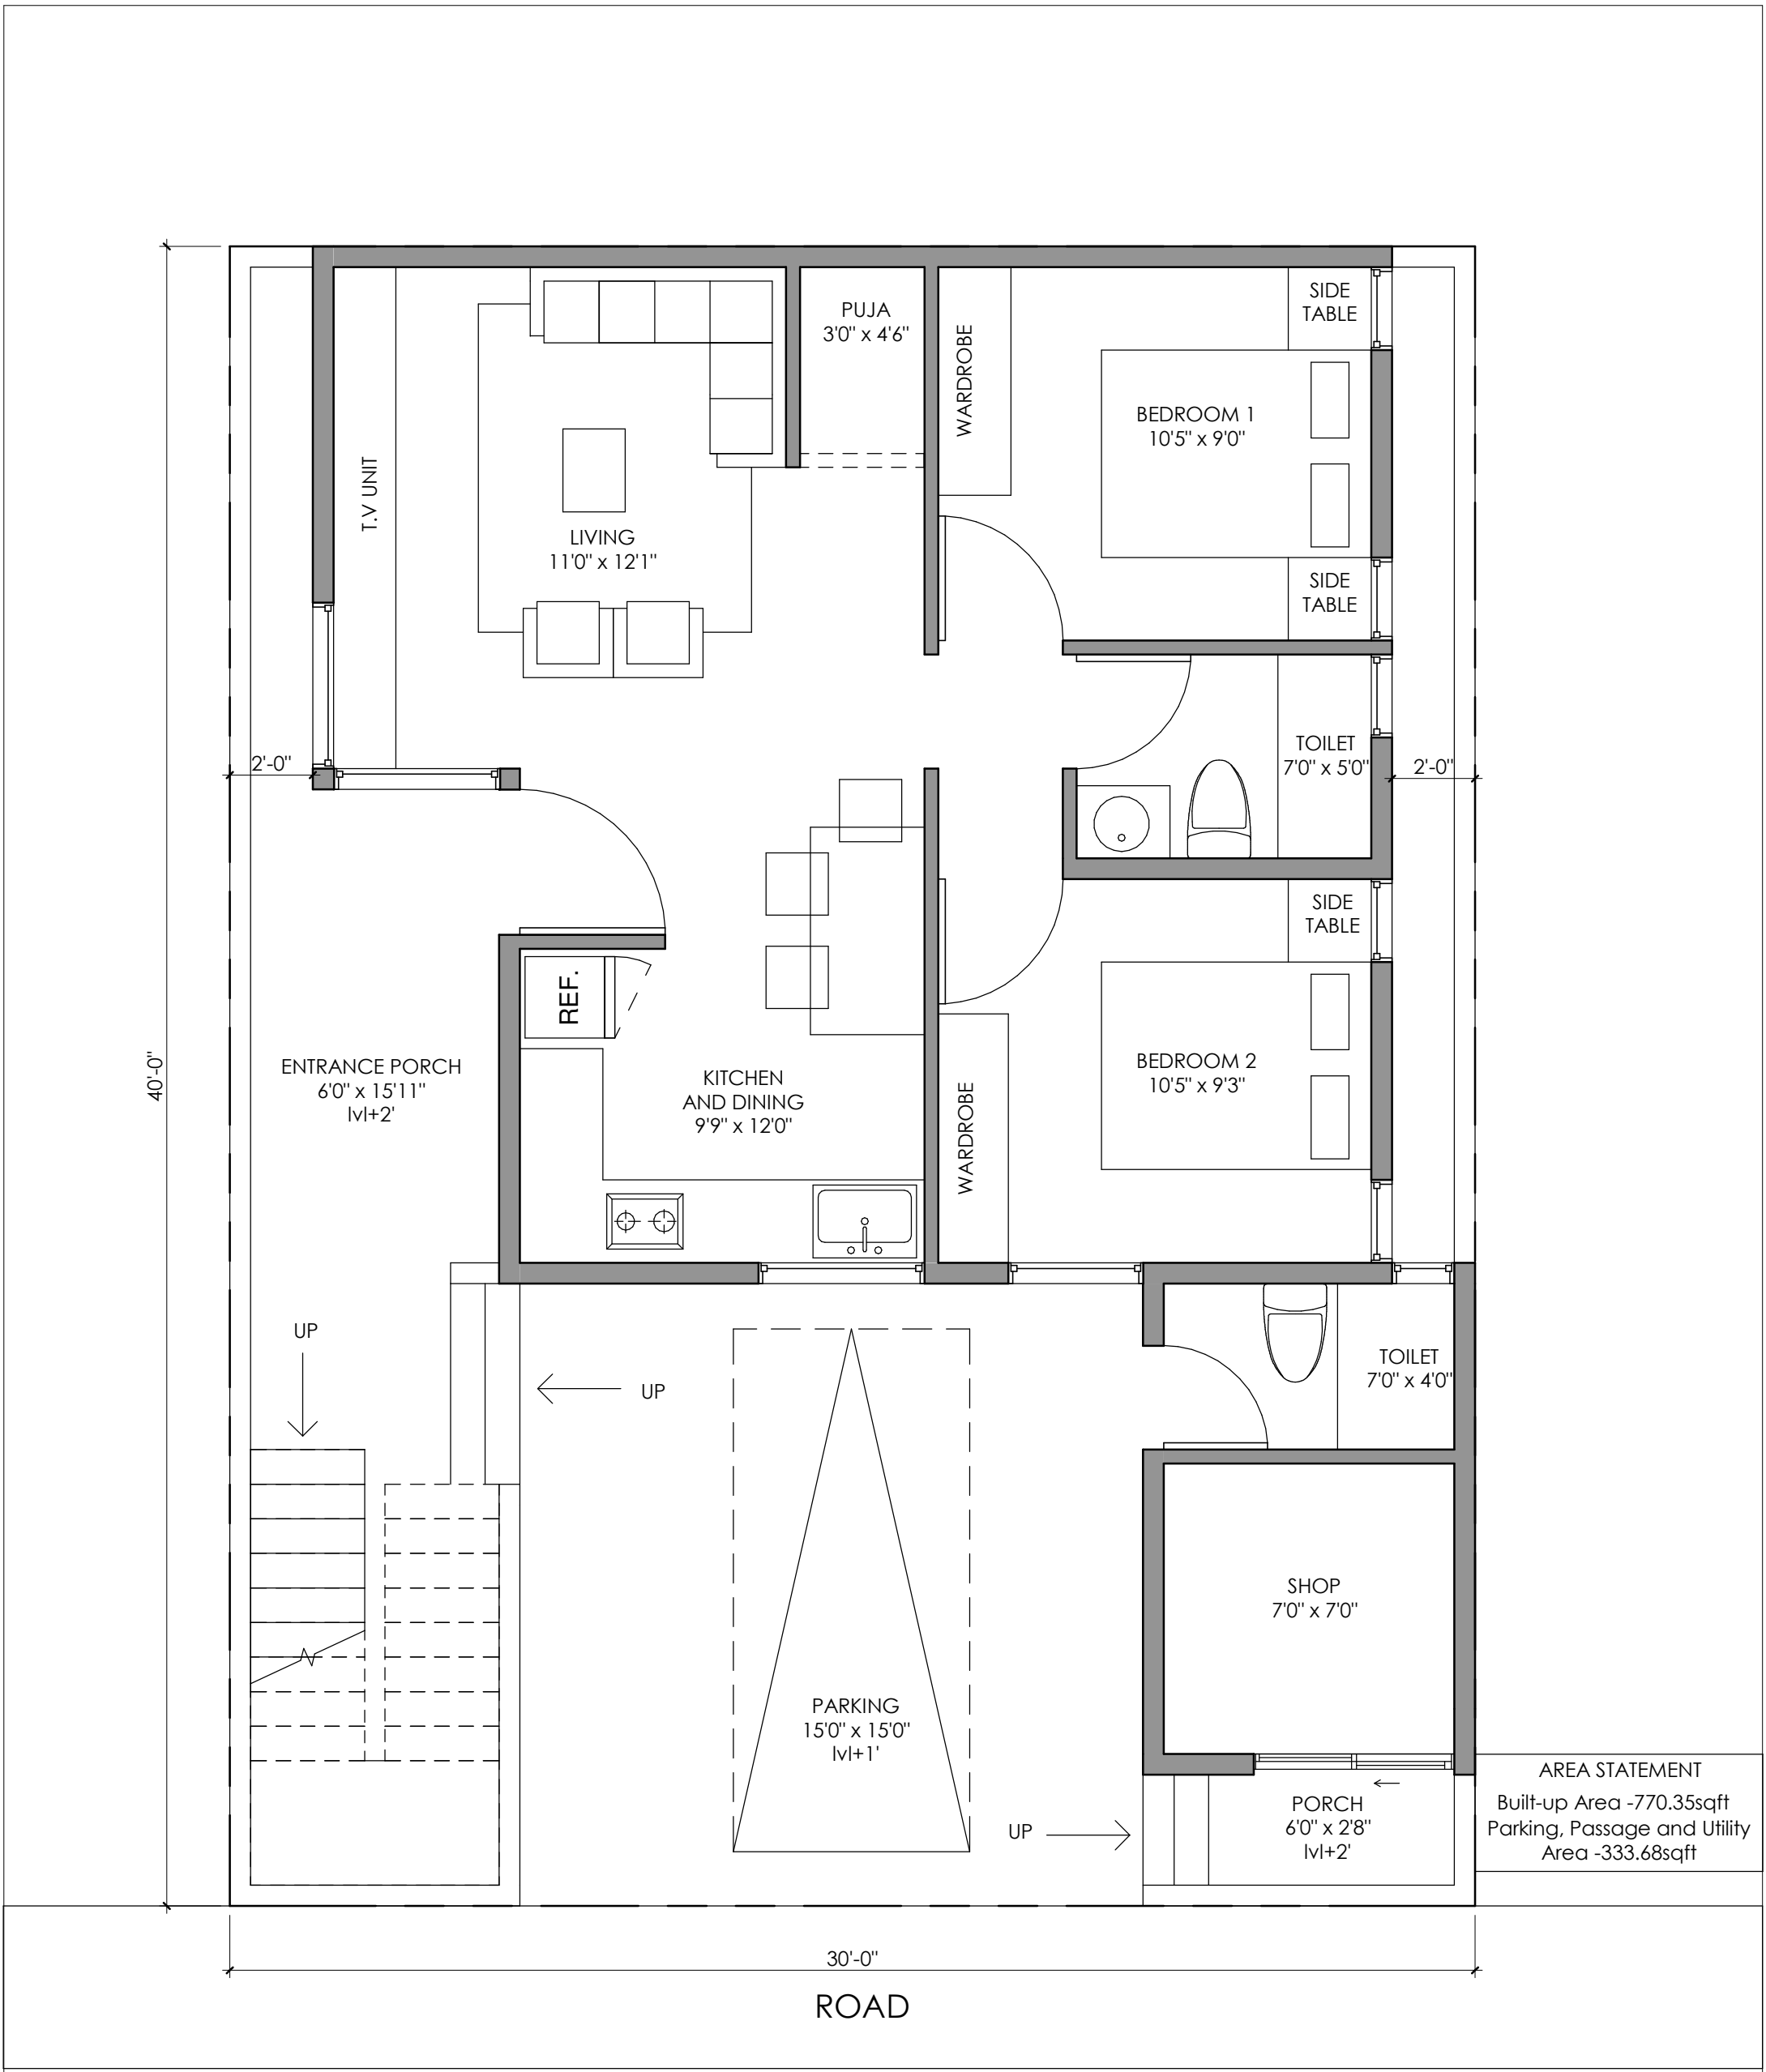 SIDE
TABLE
PUJA
3'0" x 4'6"
WARDROBE
BEDROOM 1
10'5" x 9'0"
T.V UNIT
LIVING
11'0" x 12'1"
SIDE
TABLE
TOILET
7'0" x 5'0"
2'-0"
2'-0"
SIDE
TABLE
REF.
40'-0"
ENTRANCE PORCH
6'0" x 15'11"
lvl+2'
KITCHEN
AND DINING
9'9" x 12'0"
BEDROOM 2
10'5" x 9'3"
WARDROBE
UP
UP
TOILET
7'0" x 4'0"
SHOP
7'0" x 7'0"
PARKING
15'0" x 15'0"
lvl+1'
UP
PORCH
6'0" x 2'8"
lvl+2'
AREA STATEMENT
Built-up Area -770.35sqft
Parking, Passage and Utility
Area -333.68sqft
30'-0"
ROAD